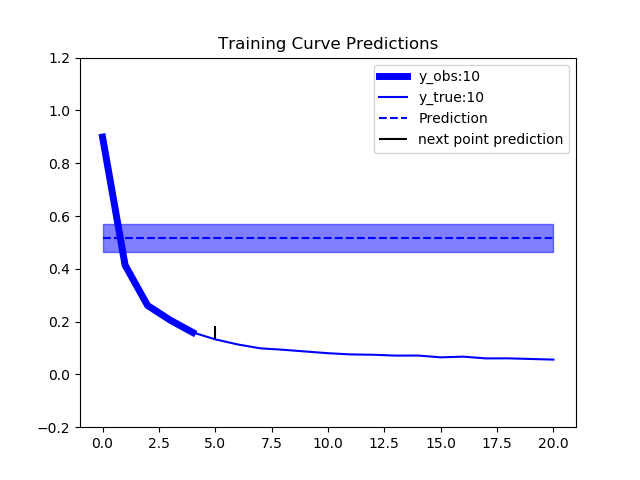 Training Curve Predictions
y_obs:10
y_true:10
Prediction
next point prediction
1.2
1.0
0.8
0.6
0.4
0.2
0.0
−0.2
0.0 2.5 5.0 7.5 10.0 12.5 15.0 17.5 20.0